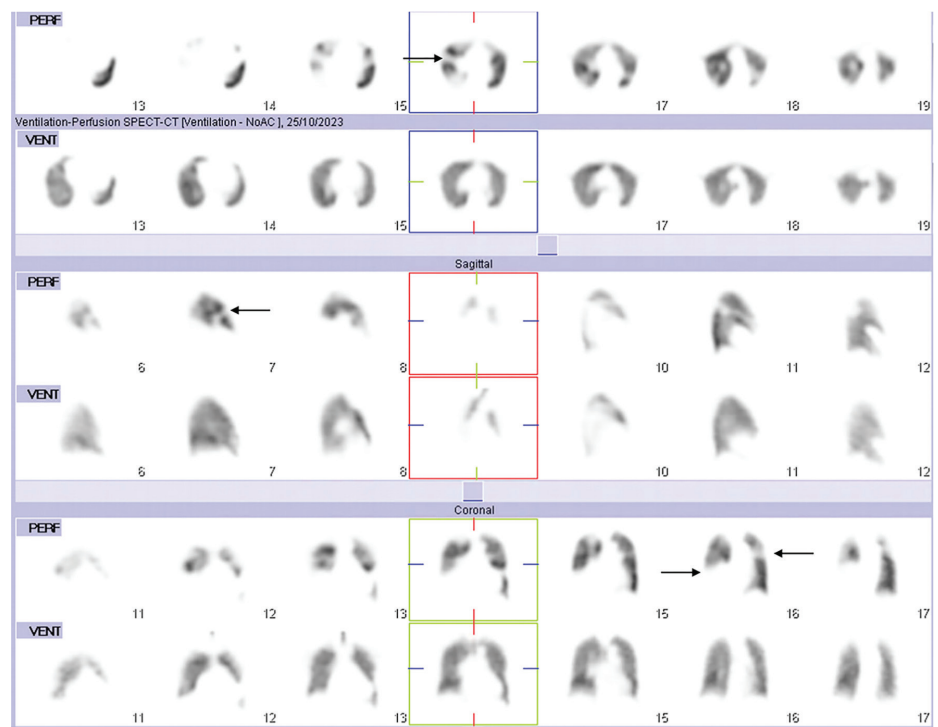 PERF
13 14 15 17 18 19
Ventilation-Perfusion SPECT-CT [Ventilation - NoAC ], 25/10/2023
VENT
13 14 15 17 18 19
Sagittal
PERF
6 7 8 10 11 12
VENT
6 7 8 10 11 12
Coronal
PERF
11 12 13 15 16 17
VENT
11 12 13 15 16 17